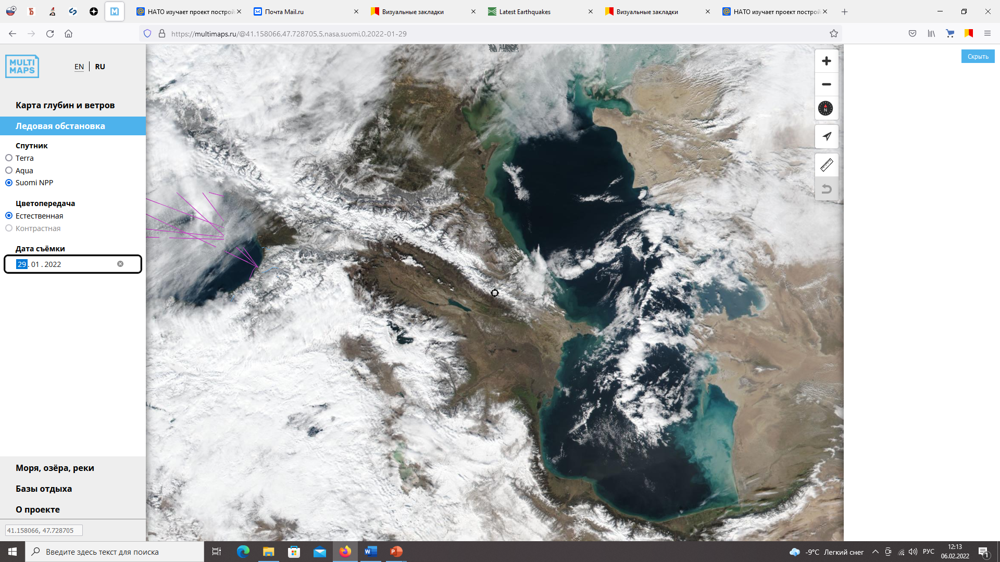 НАТО изучает проект построй
Почта Mail.ru
Визуальные закладки
Latest Earthquakes
Визуальные закладки
НАТО изучает проект построй
https://multimaps.ru/@41.158066,47.728705,5,nasa,suomi,0,2022-01-29
MULTI
MAPS
EN
RU
Скрыть
Карта глубин и ветров
Ледовая обстановка
Спутник
Terra
Aqua
Suomi NPP
Цветопередача
Естественная
Контрастная
Дата съёмки
29.01.2022
N
Моря, озёра, реки
Базы отдыха
О проекте
41.158066, 47.728705
Введите здесь текст для поиска
-9°C Легкий снег
РУС
12:13
06.02.2022
1